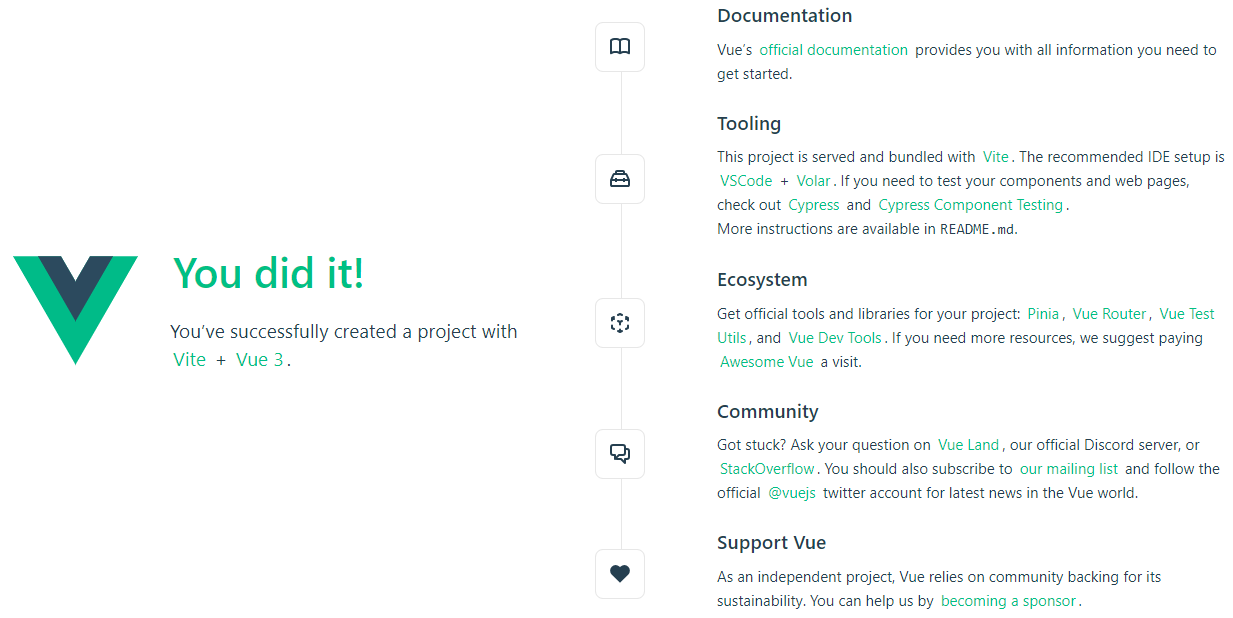 You did it!
You’ve successfully created a project with
Vite + Vue 3.
Documentation
Vue’s official documentation provides you with all information you need to
get started.
Tooling
This project is served and bundled with Vite. The recommended IDE setup is
VSCode + Volar. If you need to test your components and web pages,
check out Cypress and Cypress Component Testing.
More instructions are available in README.md.
Ecosystem
Get official tools and libraries for your project: Pinia, Vue Router, Vue Test
Utils, and Vue Dev Tools. If you need more resources, we suggest paying
Awesome Vue a visit.
Community
Got stuck? Ask your question on Vue Land, our official Discord server, or
StackOverflow. You should also subscribe to our mailing list and follow the
official @vuejs twitter account for latest news in the Vue world.
Support Vue
As an independent project, Vue relies on community backing for its
sustainability. You can help us by becoming a sponsor.